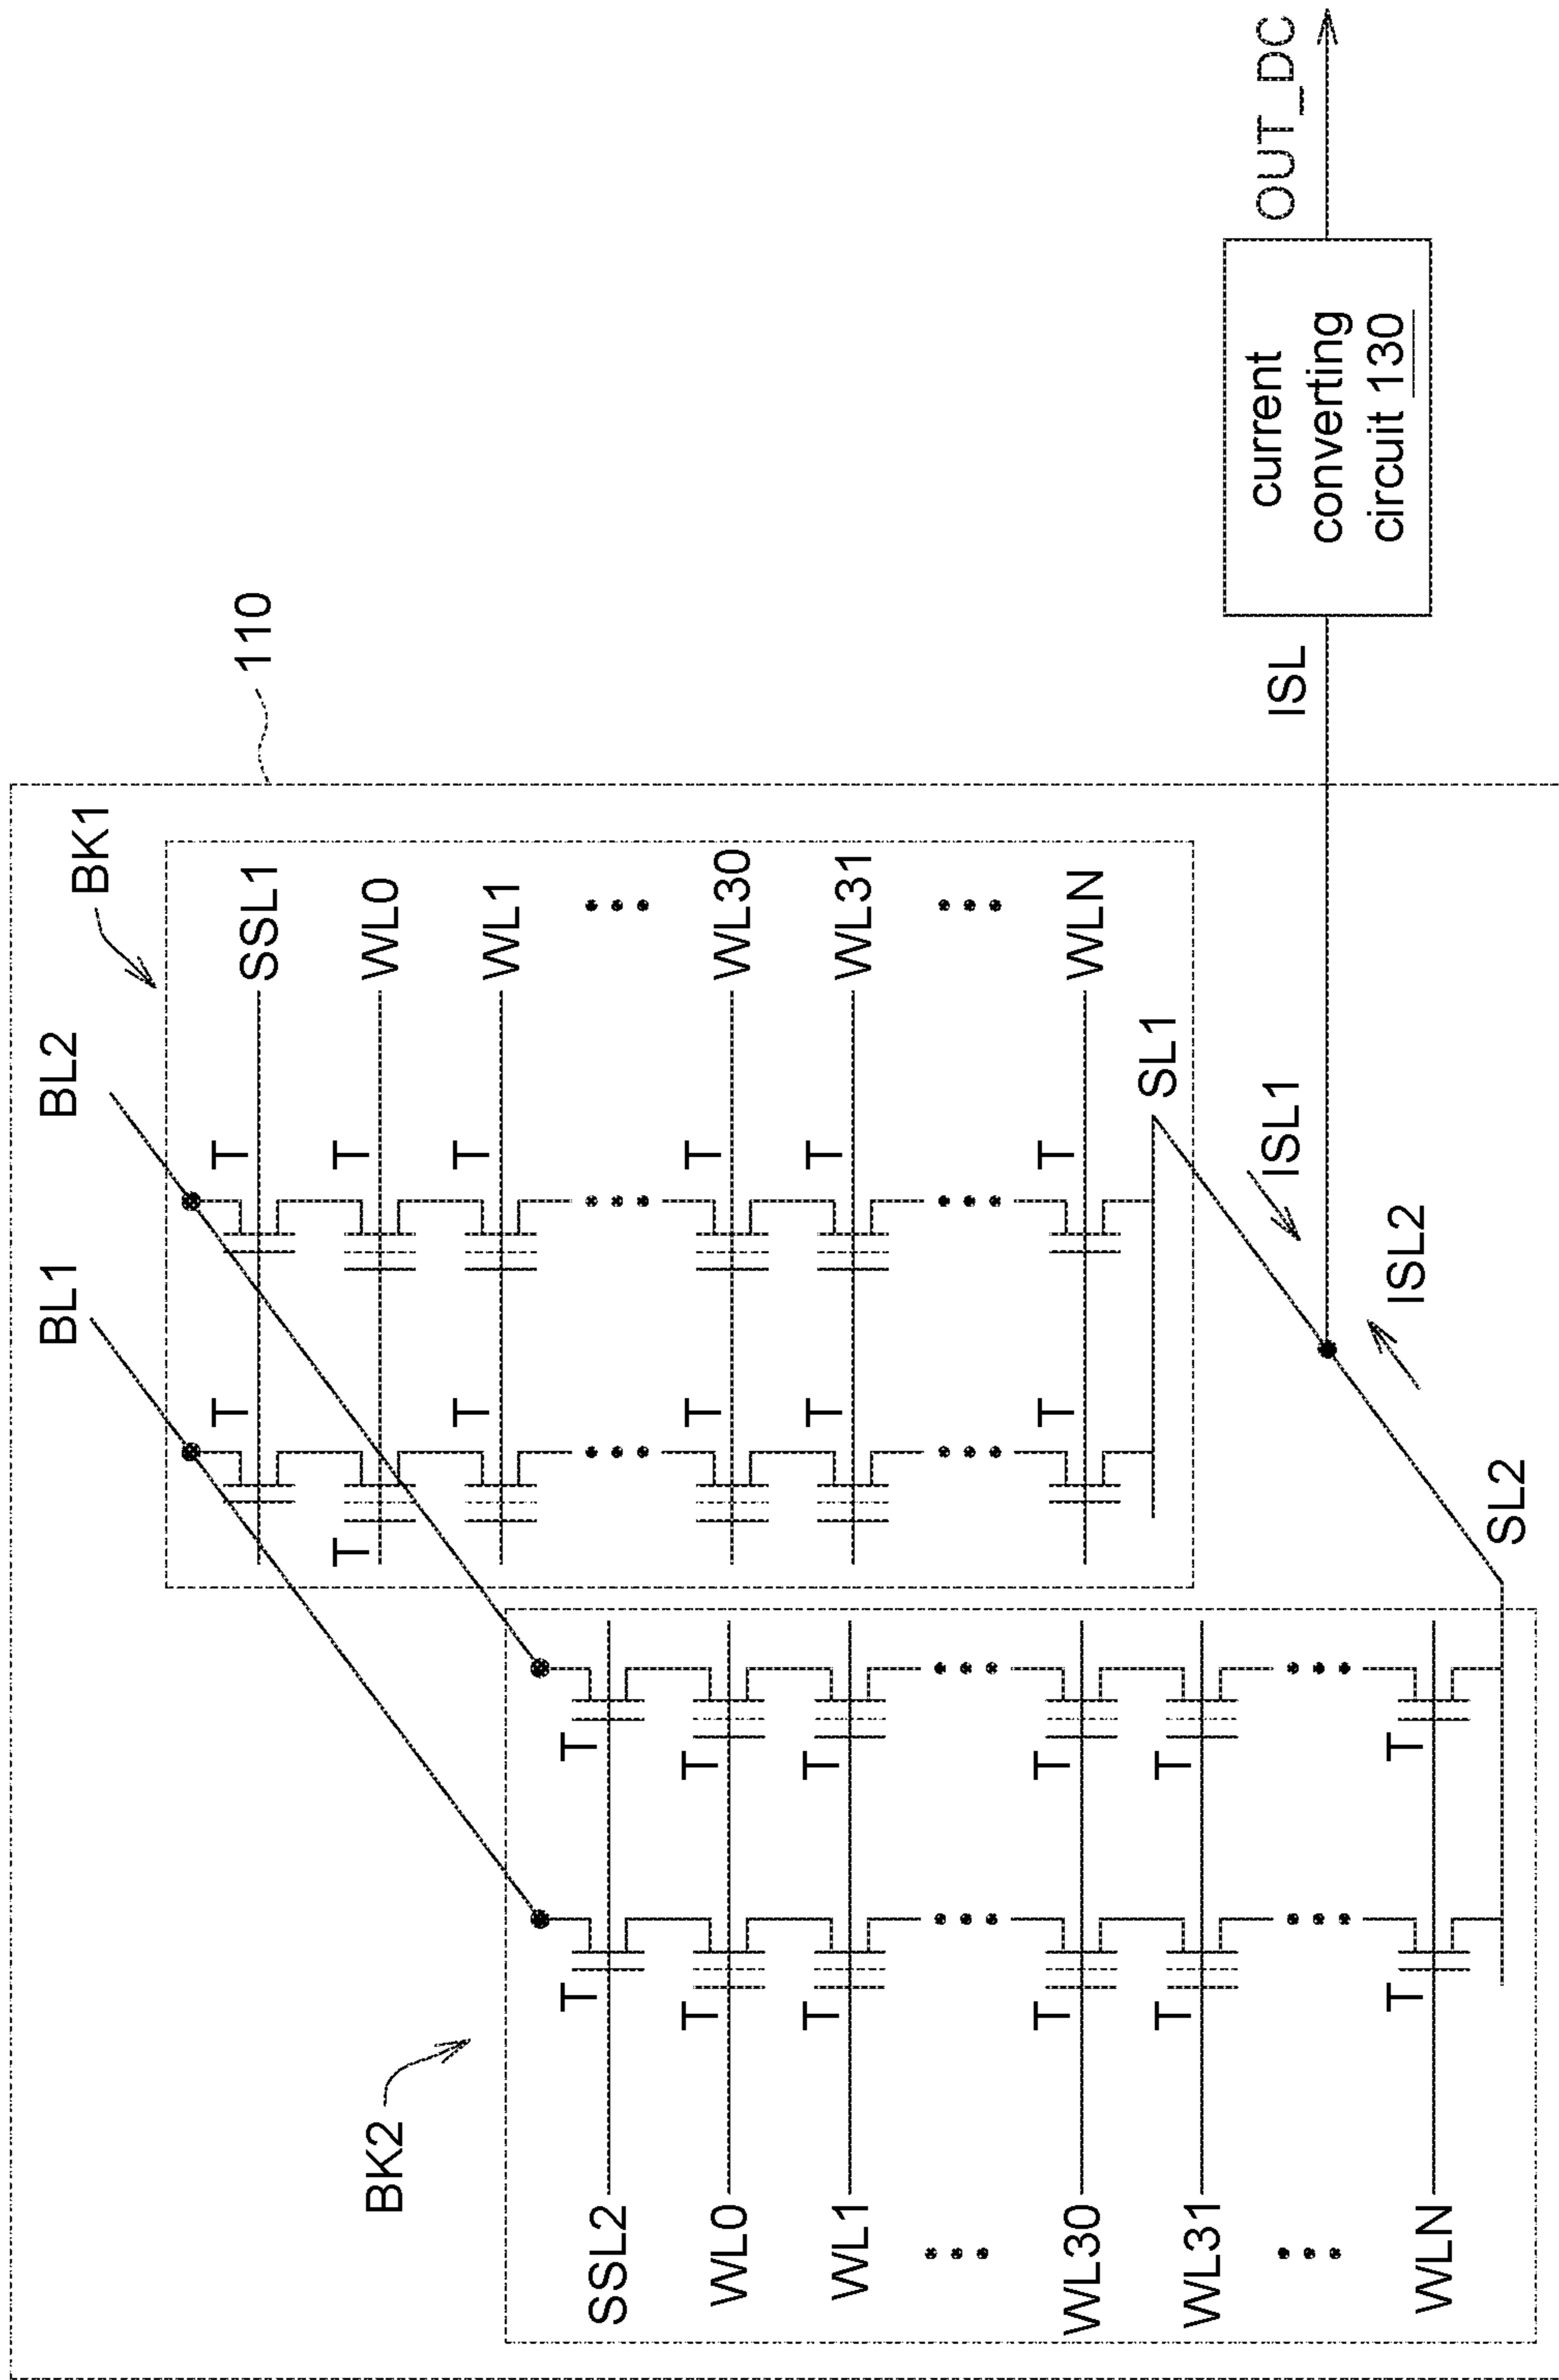 BL1
BL2
BK1
110
T T SSL1
T T WL0
T T WL1
T T WL30
T T WL31
T T WLN
SL1
BK2
SSL2 T T
WL0 T T
WL1 T T
WL30 T T
WL31 T T
WLN T T
SL2
ISL1
ISL2
ISL
current
converting
circuit 130
OUT_DC